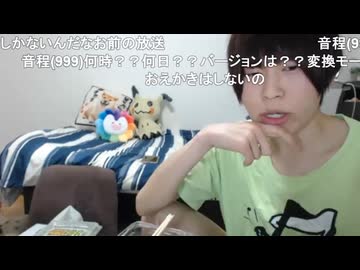 しかないんだなお前の放送
音程(9
音程(999)何時？？何日？？バージョンは？？変換モー
おえかきはしないの